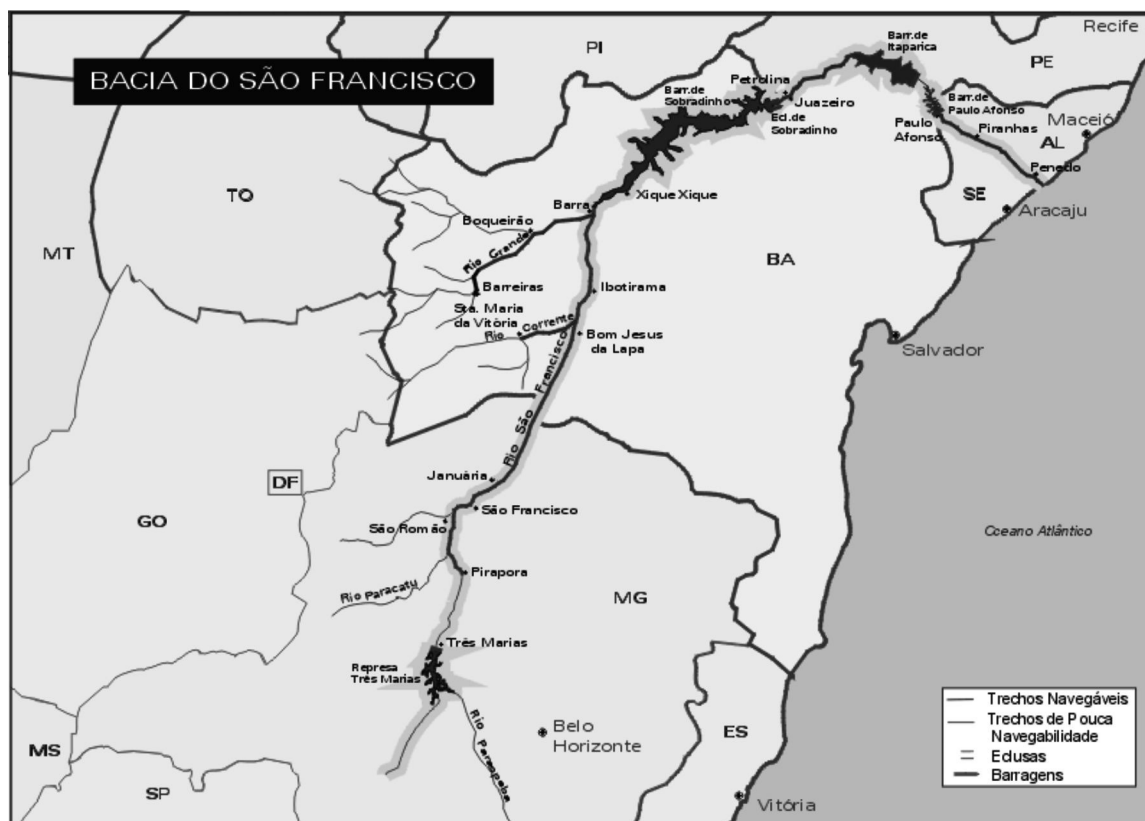 BACIA DO SÃO FRANCISCO
PI
Recife
PE
Barr.de
Itaparica
Petrolina
Barr.de
Sobradinho
Juazeiro
Ecl.de
Sobradinho
Barr.de
Paulo Afonso
Paulo
Afonso
Piranhas
Maceió
AL
Penedo
SE
Aracaju
TO
MT
Xique Xique
Barra
Boqueirão
Rio Grande
BA
Barreiras
Ibotirama
Sta. Maria
da Vitória
Rio Corrente
Bom Jesus
da Lapa
Salvador
Rio São Francisco
Januária
DF
GO
São Francisco
São Romão
Oceano Atlântico
Pirapora
Rio Paracatu
MG
Três Marias
Represa
Três Marias
Rio Paraopeba
Belo
Horizonte
ES
MS
SP
Vitória
Trechos Navegáveis
Trechos de Pouca
Navegabilidade
Eclusas
Barragens